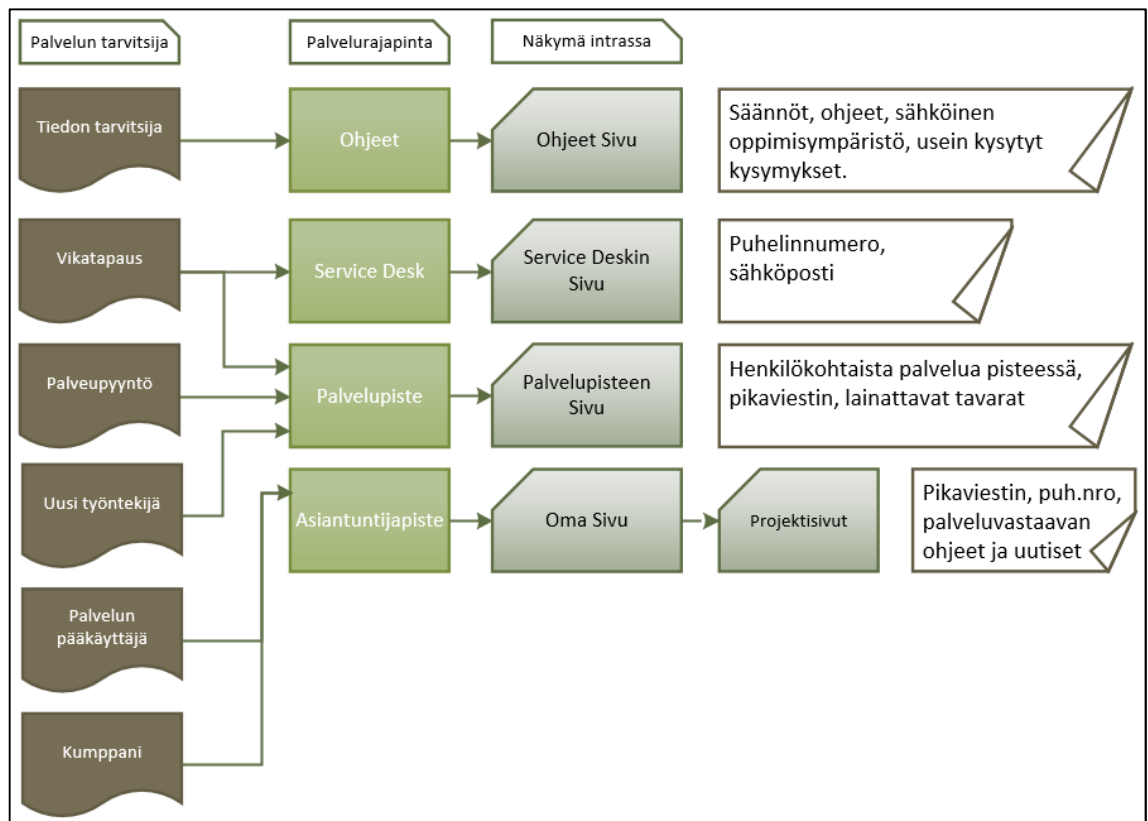 Palvelun tarvitsija
Palvelurajapinta
Näkymä intrassa
Tiedon tarvitsija
Ohjeet
Ohjeet Sivu
Säännöt, ohjeet, sähköinen
oppimisympäristö, usein kysytyt
kysymykset.
Vikatapaus
Service Desk
Service Deskin
Sivu
Puhelinnumero,
sähköposti
Palveupyyntö
Palvelupiste
Palvelupisteen
Sivu
Henkilökohtaista palvelua pisteessä,
pikaviestin, lainattavat tavarat
Uusi työntekijä
Asiantuntijapiste
Oma Sivu
Projektisivut
Pikaviestin, puh.nro,
palveluvastaavan
ohjeet ja uutiset
Palvelun
pääkäyttäjä
Kumppani